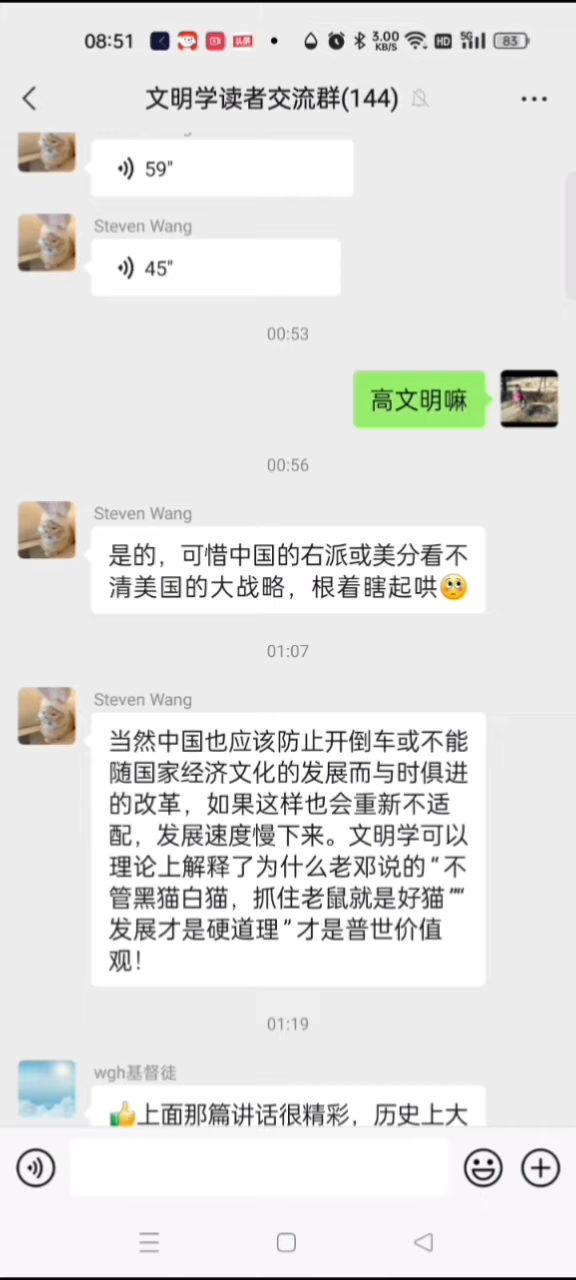 08:51
头条
3.00
KB/S
HD
5G
83
文明学读者交流群(144)
59"
Steven Wang
45"
00:53
高文明嘛
00:56
Steven Wang
是的，可惜中国的右派或美分看不
清美国的大战略，根着瞎起哄🥺
01:07
Steven Wang
当然中国也应该防止开倒车或不能
随国家经济文化的发展而与时俱进
的改革，如果这样也会重新不适
配，发展速度慢下来。文明学可以
理论上解释了为什么老邓说的“不
管黑猫白猫，抓住老鼠就是好猫“”“
发展才是硬道理”才是普世价值
观！
01:19
wgh基督徒
👍上面那篇讲话很精彩，历史上大